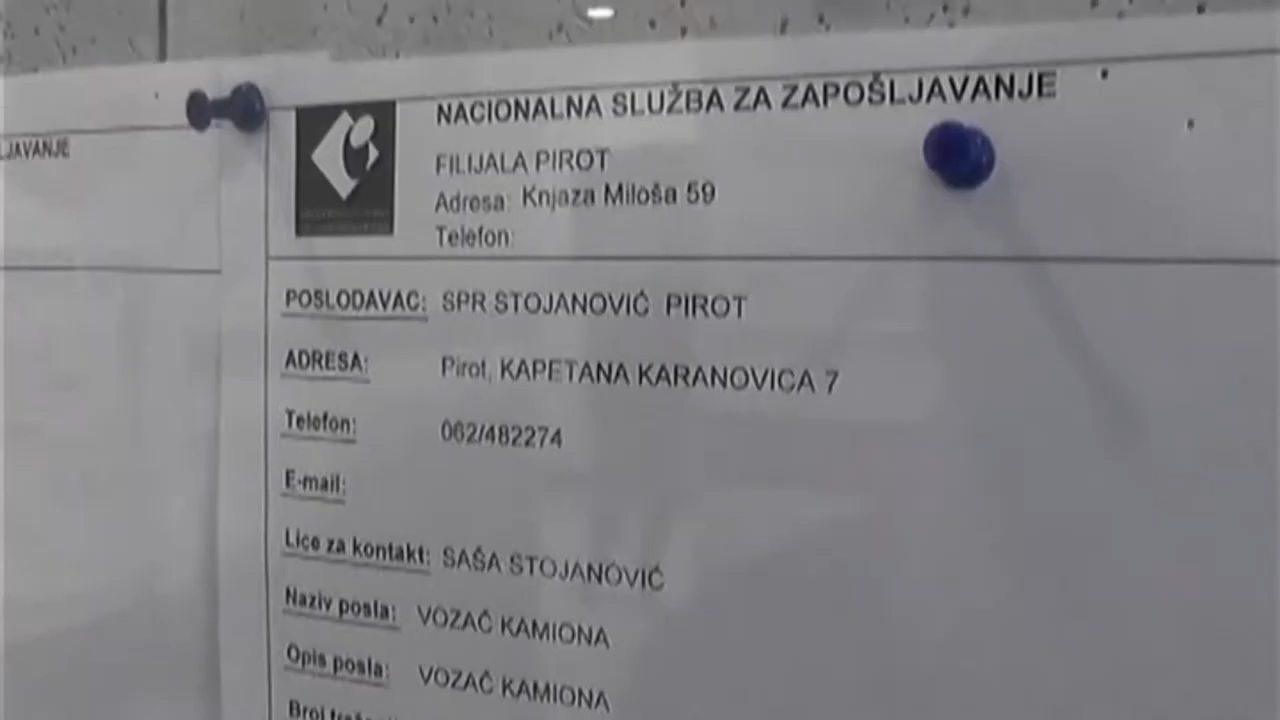 LJAVANJE
NACIONALNA SLUŽBA ZA ZAPOŠLJAVANJE
FILIJALA PIROT
Adresa: Knjaza Miloša 59
Telefon:
POSLODAVAC: SPR STOJANOVIĆ PIROT
ADRESA: Pirot, KAPETANA KARANOVICA 7
Telefon: 062/482274
E-mail:
Lice za kontakt: SAŠA STOJANOVIĆ
Naziv posla: VOZAČ KAMIONA
Opis posla: VOZAČ KAMIONA
Broj